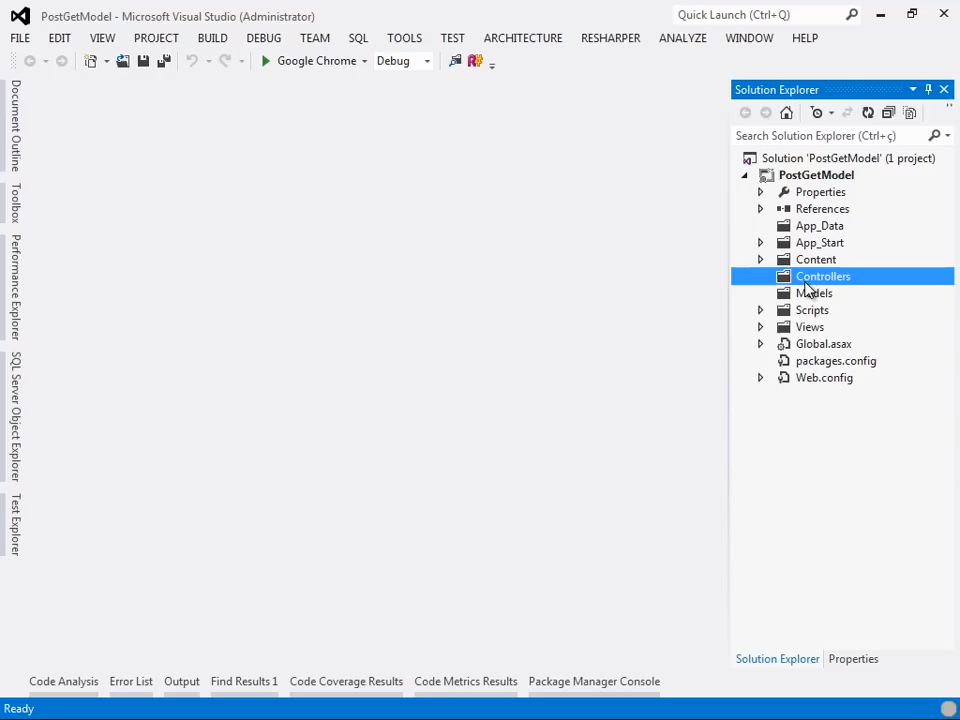 PostGetModel - Microsoft Visual Studio (Administrator)
Quick Launch (Ctrl+Q)
FILE EDIT VIEW PROJECT BUILD DEBUG TEAM SQL TOOLS TEST ARCHITECTURE RESHARPER ANALYZE WINDOW HELP
Google Chrome Debug
Document Outline
Toolbox
Performance Explorer
SQL Server Object Explorer
Test Explorer
Solution Explorer
Search Solution Explorer (Ctrl+ç)
Solution 'PostGetModel' (1 project)
PostGetModel
Properties
References
App_Data
App_Start
Content
Controllers
Models
Scripts
Views
Global.asax
packages.config
Web.config
Solution Explorer Properties
Code Analysis Error List Output Find Results 1 Code Coverage Results Code Metrics Results Package Manager Console
Ready